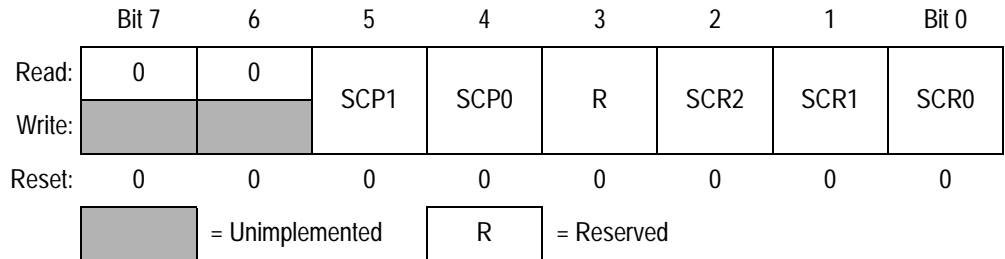 Bit 7 6 5 4 3 2 1 Bit 0
Read: 0 0 SCP1 SCP0 R SCR2 SCR1 SCR0
Write:
Reset: 0 0 0 0 0 0 0 0
= Unimplemented R = Reserved